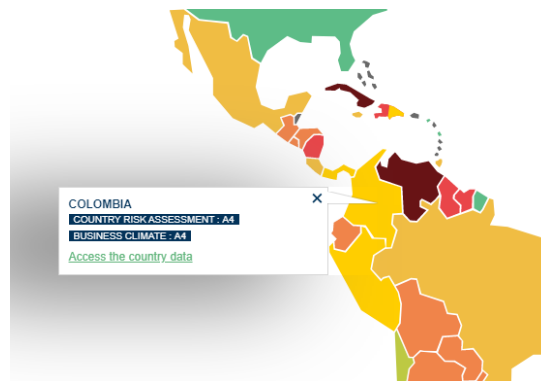 COLOMBIA
COUNTRY RISK ASSESSMENT : A4
BUSINESS CLIMATE : A4
Access the country data